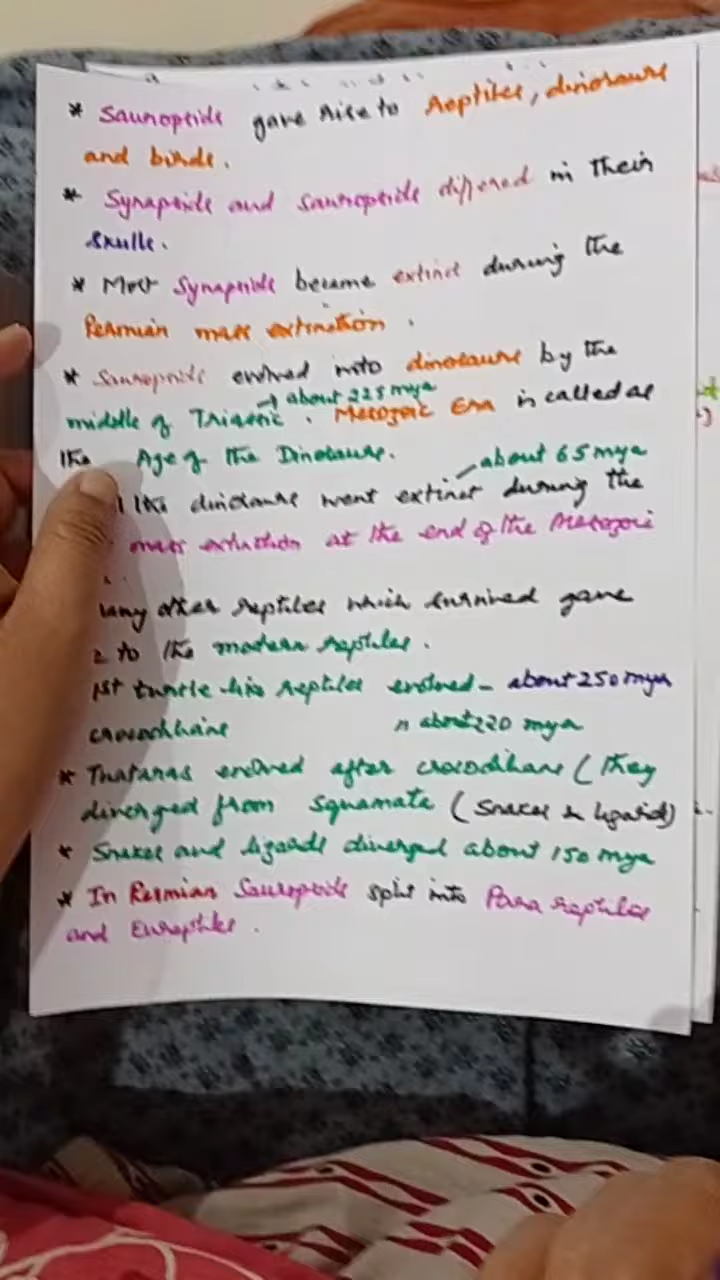 * Sauropsids gave rise to reptiles, dinosaurs
and birds.
* Synapsids and sauropsids differed in their
skulls.
* Most Synapsids became extinct during the
Permian mass extinction.
* Sauropsids evolved into dinosaurs by the
→ about 225 mya
middle of Triassic. Mesozoic Era is called as
the Age of the Dinosaurs.
about 65 mya
the dinosaurs went extinct during the
mass extinction at the end of the Mesozoic
any other reptiles which survived gave
to the modern reptiles.
1st turtle like reptiles evolved - about 250 mya
crocodilians " about 220 mya
* evolved after crocodilians (They
diverged from squamate (Snakes & lizards)
* Snakes and lizards diverged about 150 mya
* In Permian Sauropsids split into Para reptiles
and Eureptiles.